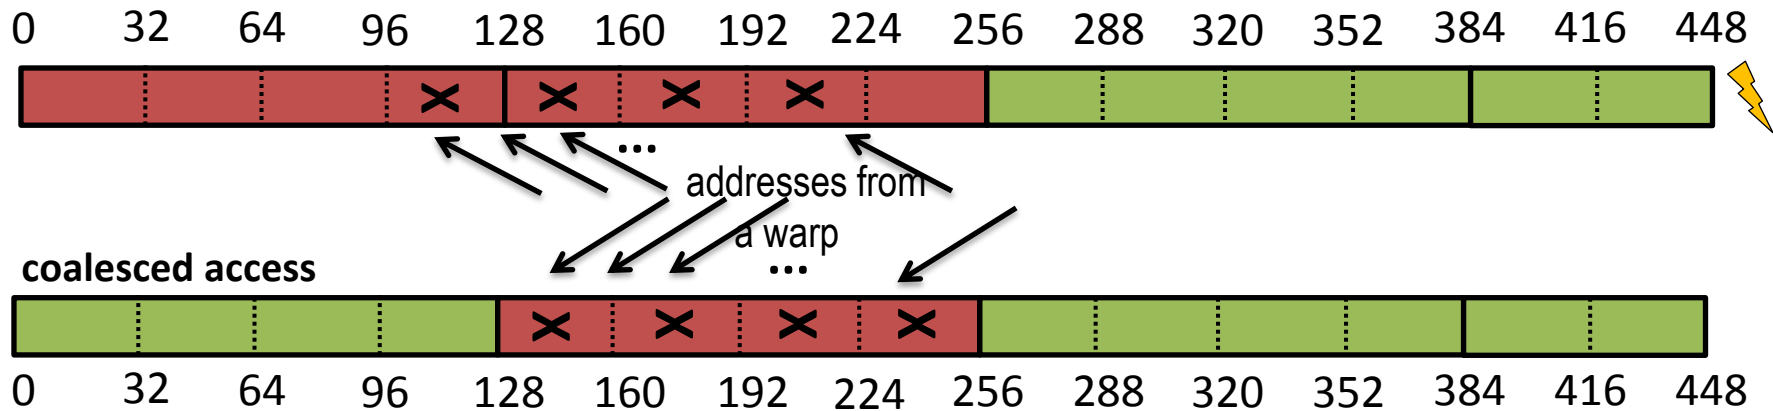 0 32 64 96 128 160 192 224 256 288 320 352 384 416 448
X X X X
...
addresses from
a warp
coalesced access
...
X X X X
0 32 64 96 128 160 192 224 256 288 320 352 384 416 448